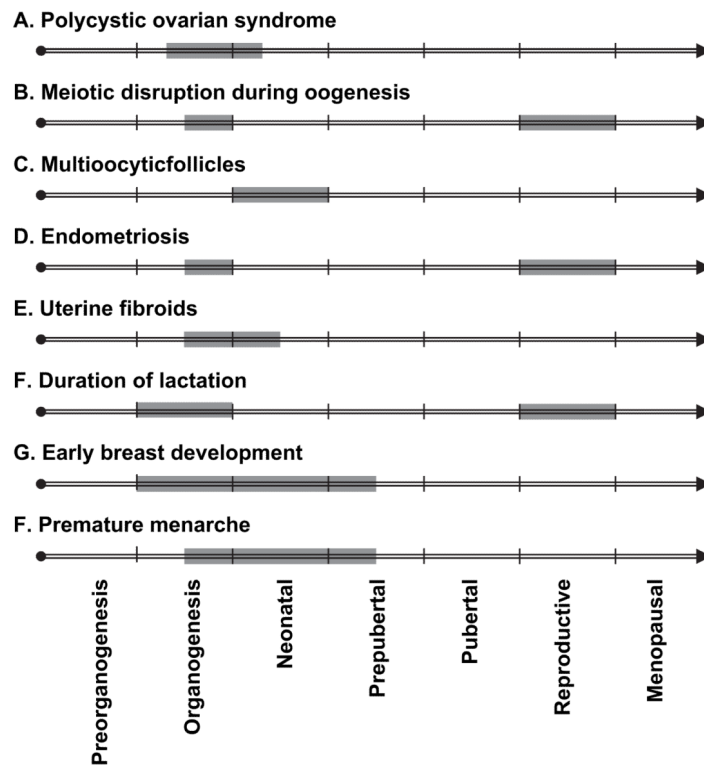 A. Polycystic ovarian syndrome
B. Meiotic disruption during oogenesis
C. Multioocyticfollicles
D. Endometriosis
E. Uterine fibroids
F. Duration of lactation
G. Early breast development
F. Premature menarche
Preorganogenesis
Organogenesis
Neonatal
Prepubertal
Pubertal
Reproductive
Menopausal